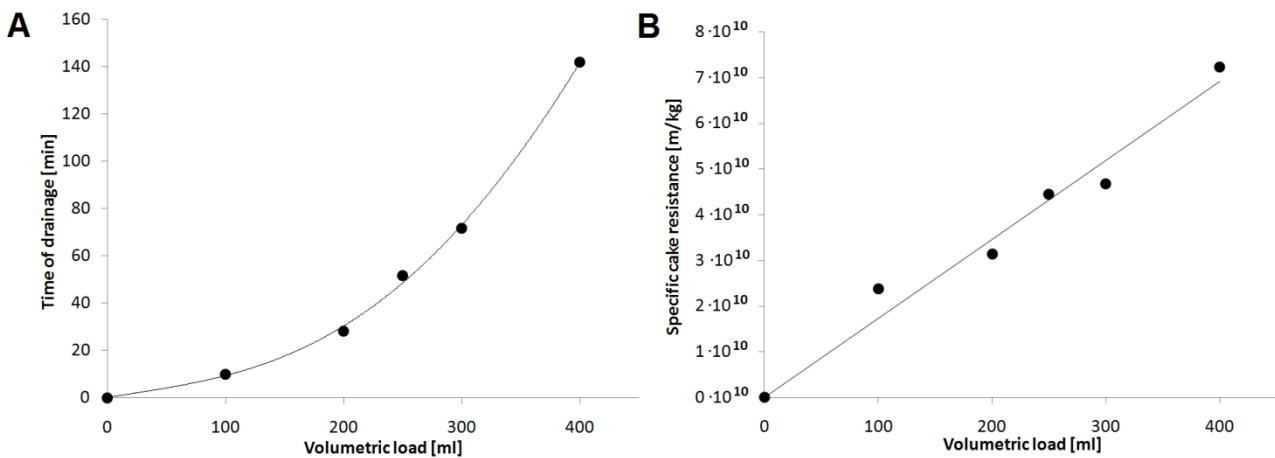 A
Time of drainage [min]
160
140
120
100
80
60
40
20
0
0 100 200 300 400
Volumetric load [ml]
B
Specific cake resistance [m/kg]
8·10¹⁰
7·10¹⁰
6·10¹⁰
5·10¹⁰
4·10¹⁰
3·10¹⁰
2·10¹⁰
1·10¹⁰
0·10¹⁰
0 100 200 300 400
Volumetric load [ml]